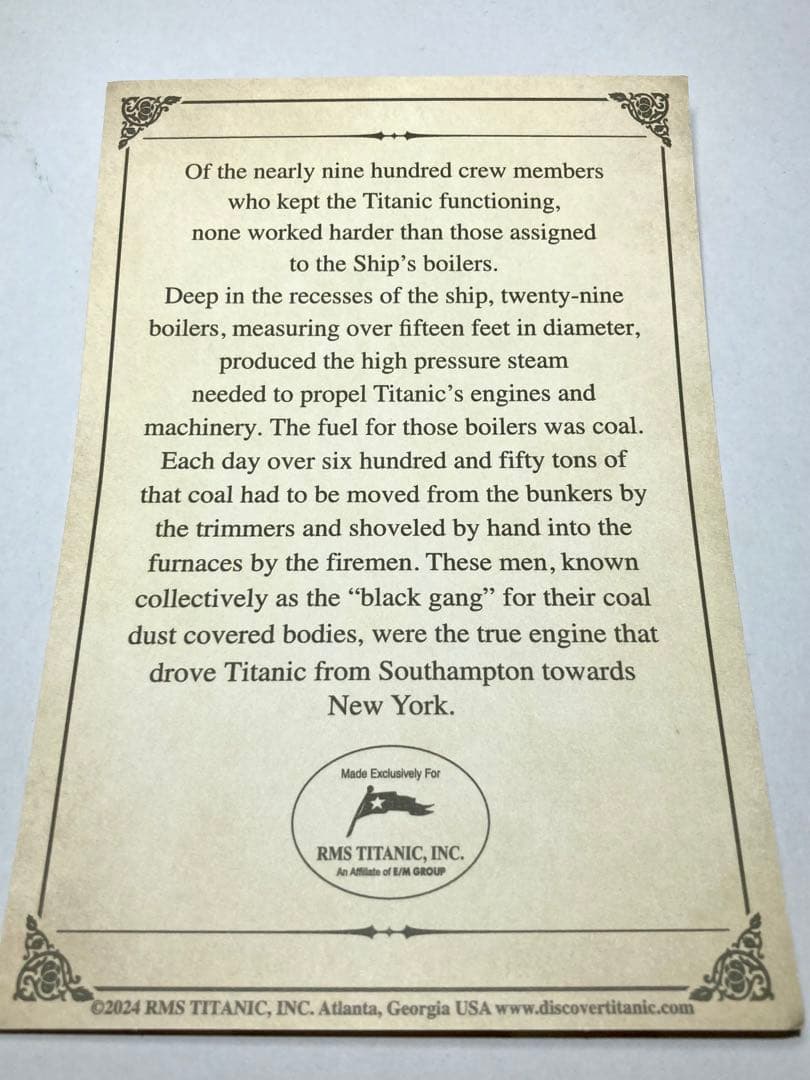 Of the nearly nine hundred crew members
who kept the Titanic functioning,
none worked harder than those assigned
to the Ship's boilers.
Deep in the recesses of the ship, twenty-nine
boilers, measuring over fifteen feet in diameter,
produced the high pressure steam
needed to propel Titanic's engines and
machinery. The fuel for those boilers was coal.
Each day over six hundred and fifty tons of
that coal had to be moved from the bunkers by
the trimmers and shoveled by hand into the
furnaces by the firemen. These men, known
collectively as the “black gang” for their coal
dust covered bodies, were the true engine that
drove Titanic from Southampton towards
New York.
Made Exclusively For
RMS TITANIC, INC.
An Affiliate of E/M GROUP
©2024 RMS TITANIC, INC. Atlanta, Georgia USA www.discovertitanic.com